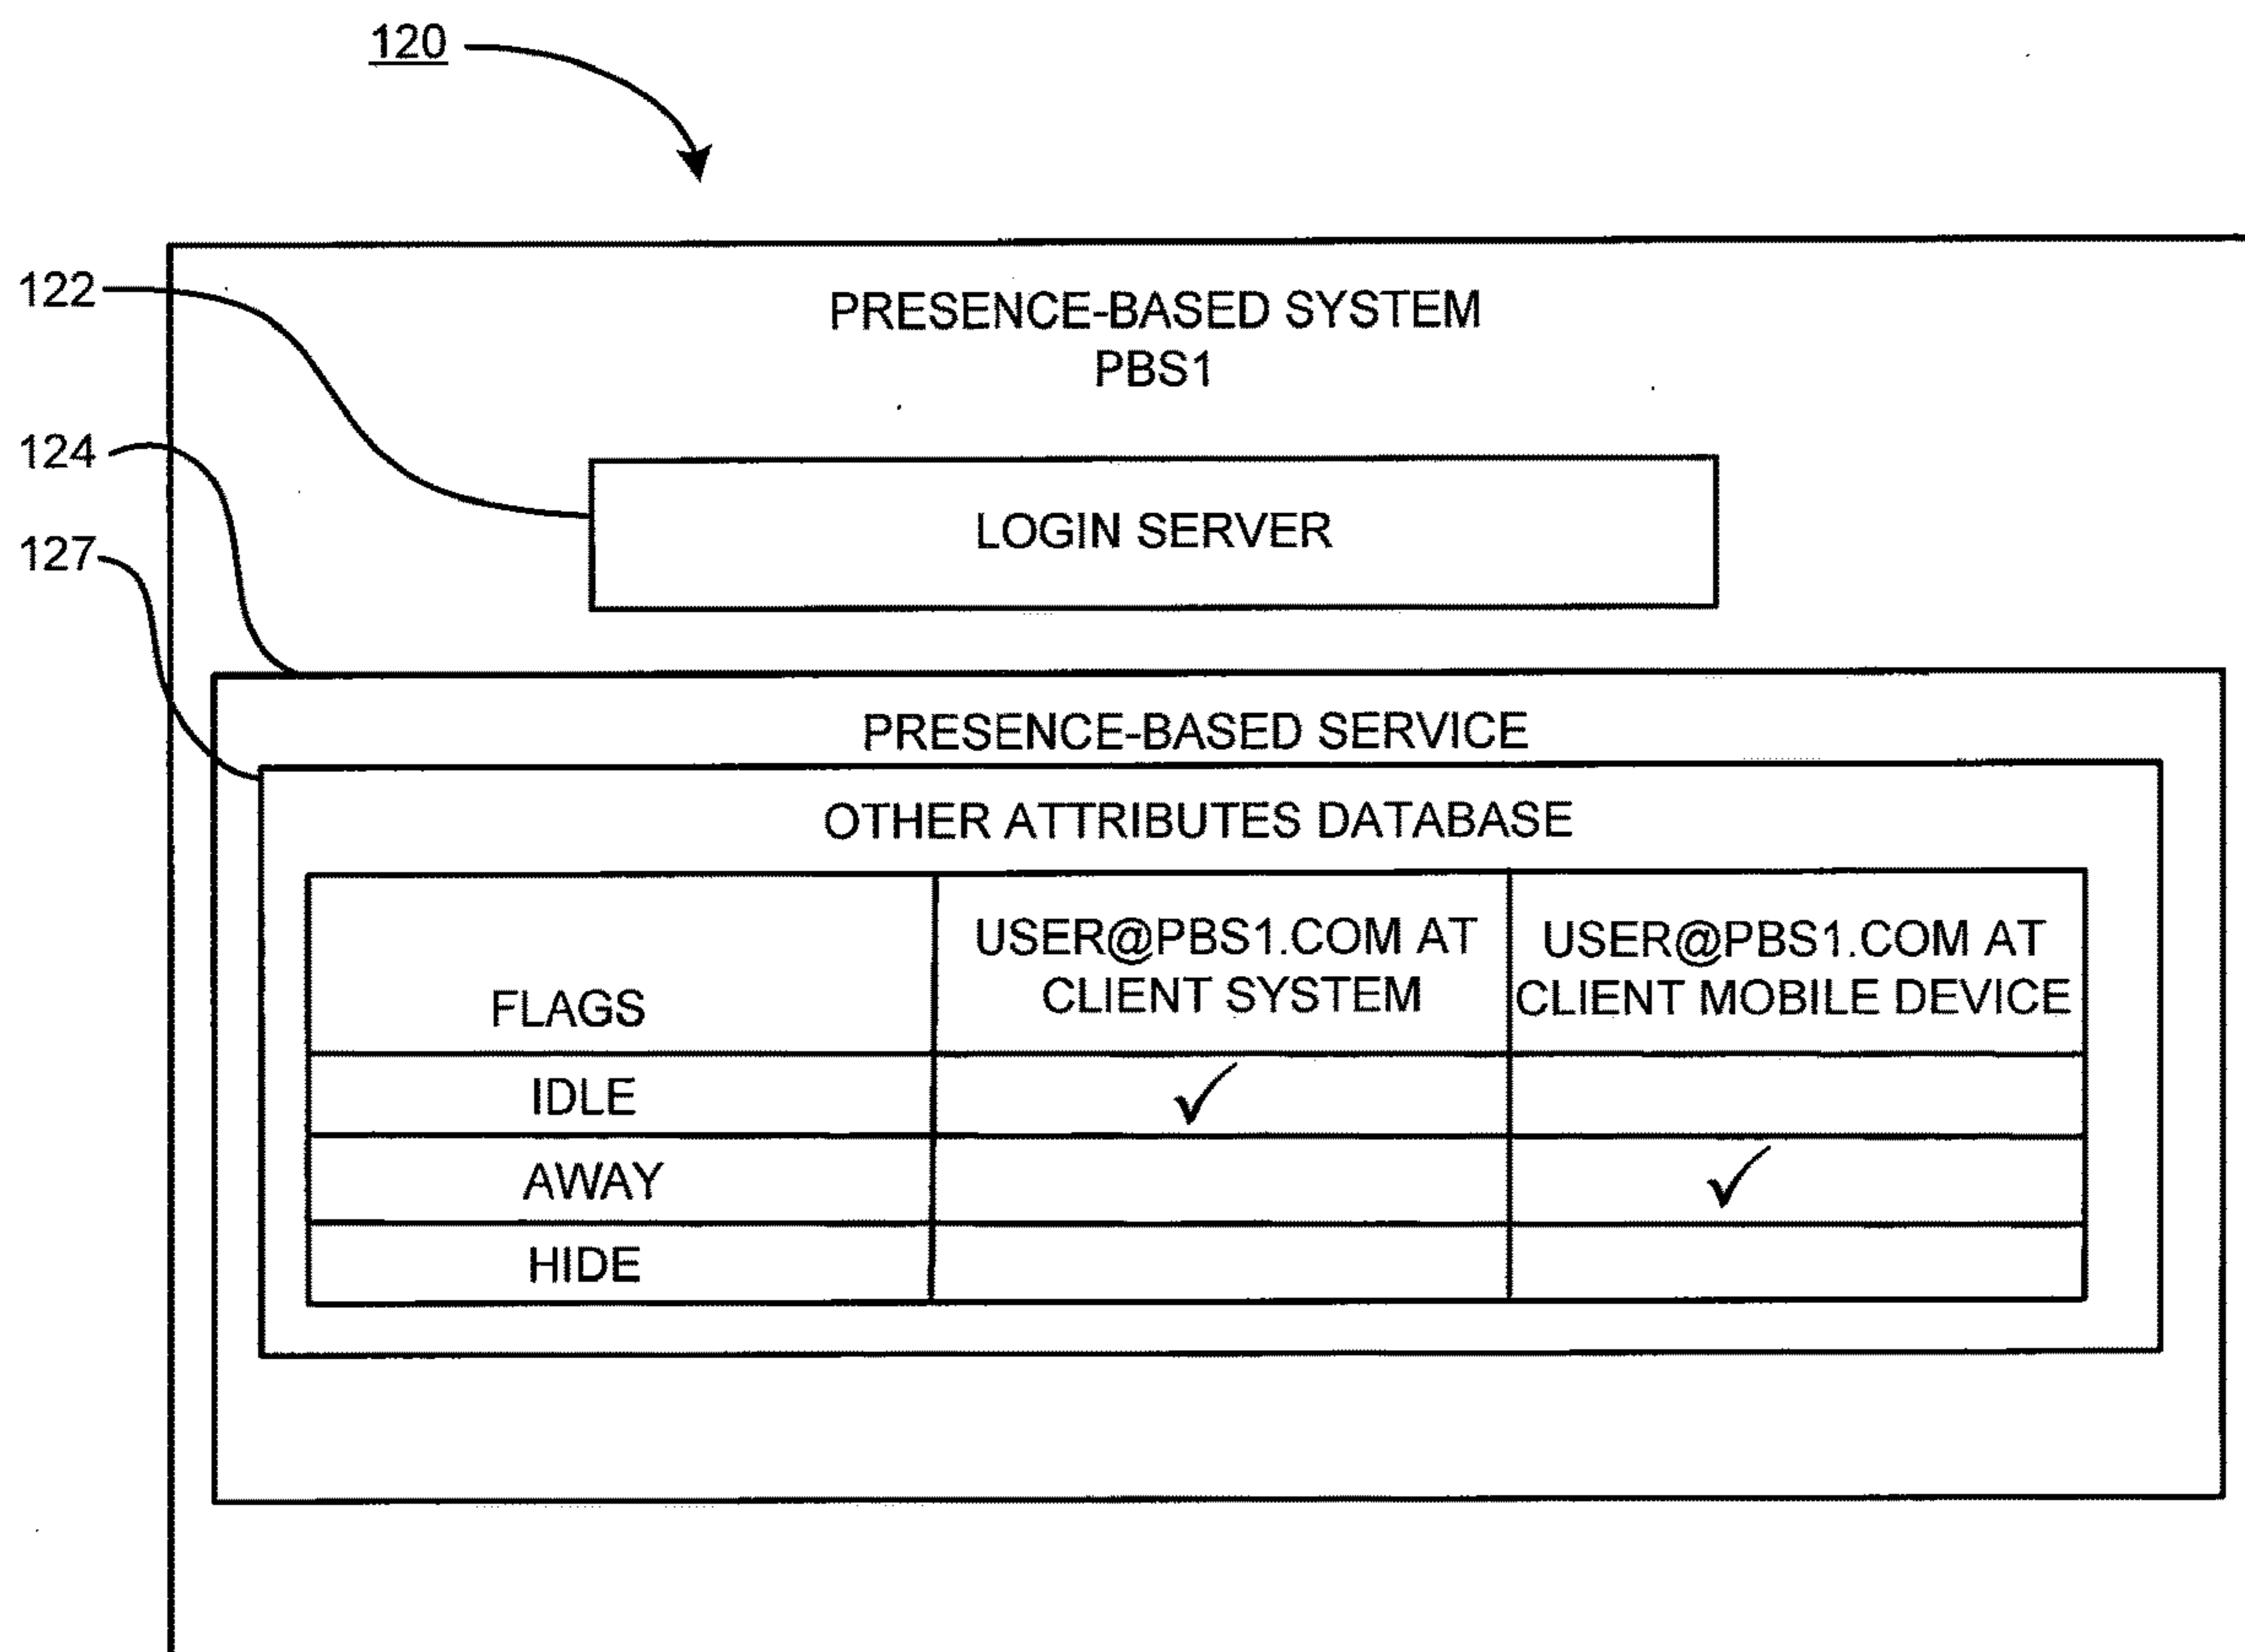 120
122
PRESENCE-BASED SYSTEM
PBS1
124
LOGIN SERVER
127
PRESENCE-BASED SERVICE
OTHER ATTRIBUTES DATABASE
FLAGS
USER@PBS1.COM AT
CLIENT SYSTEM
USER@PBS1.COM AT
CLIENT MOBILE DEVICE
IDLE ✓
AWAY ✓
HIDE